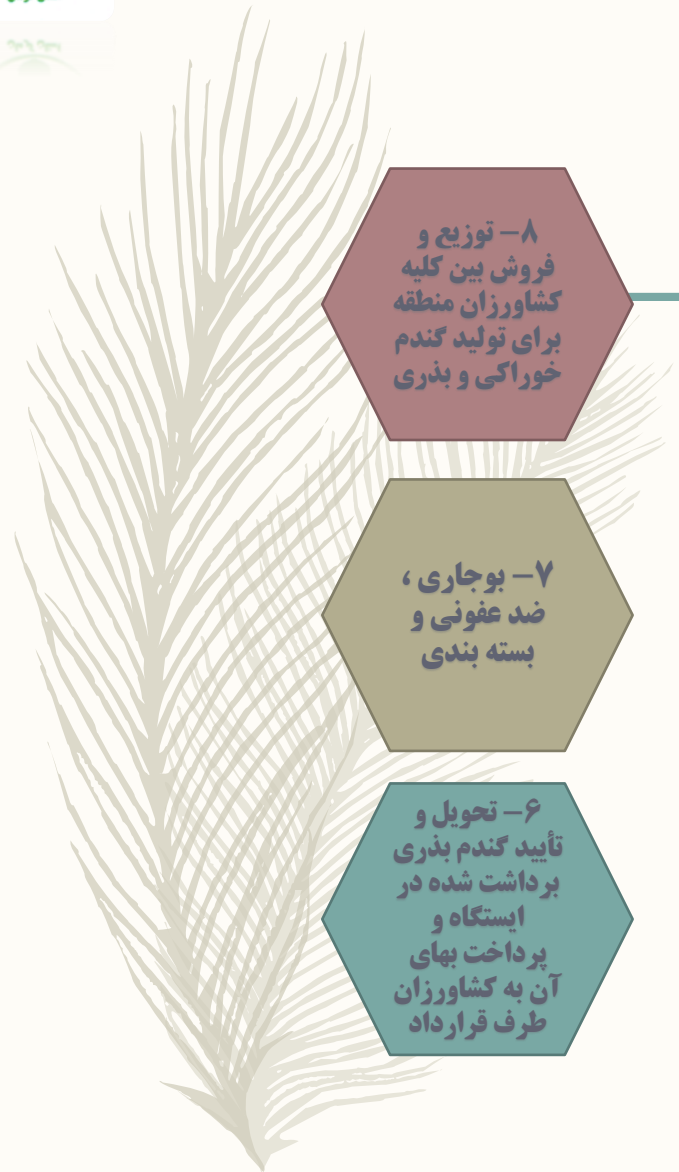 ۸- توزیع و
فروش بین کلیه
کشاورزان منطقه
برای تولید گندم
خوراکی و بذری
۷- بوجاری ،
ضد عفونی و
بسته بندی
۶- تحویل و
تأیید گندم بذری
برداشت شده در
ایستگاه و
پرداخت بهای
آن به کشاورزان
طرف قرارداد